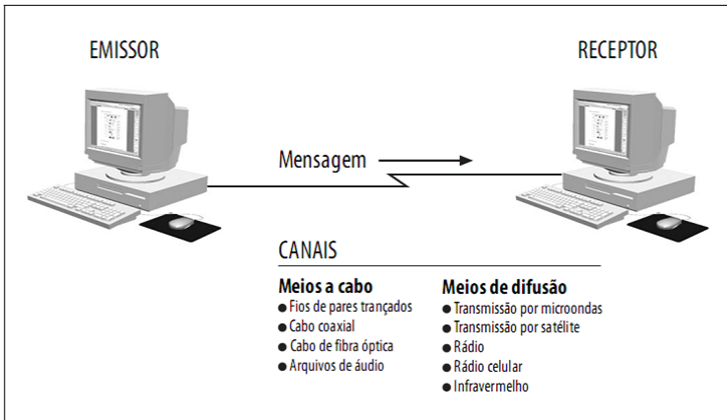 EMISSOR
RECEPTOR
Mensagem
CANAIS
Meios a cabo
● Fios de pares trançados
● Cabo coaxial
● Cabo de fibra óptica
● Arquivos de áudio
Meios de difusão
● Transmissão por microondas
● Transmissão por satélite
● Rádio
● Rádio celular
● Infravermelho